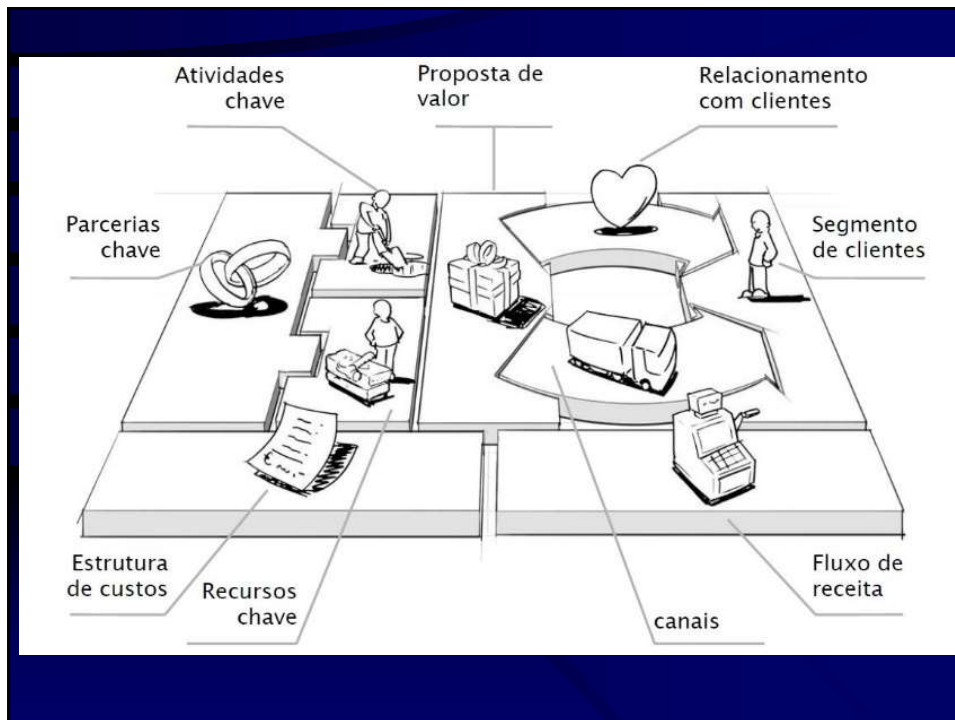 Atividades
chave
Proposta de
valor
Relacionamento
com clientes
Parcerias
chave
Segmento
de clientes
Estrutura
de custos
Recursos
chave
canais
Fluxo de
receita